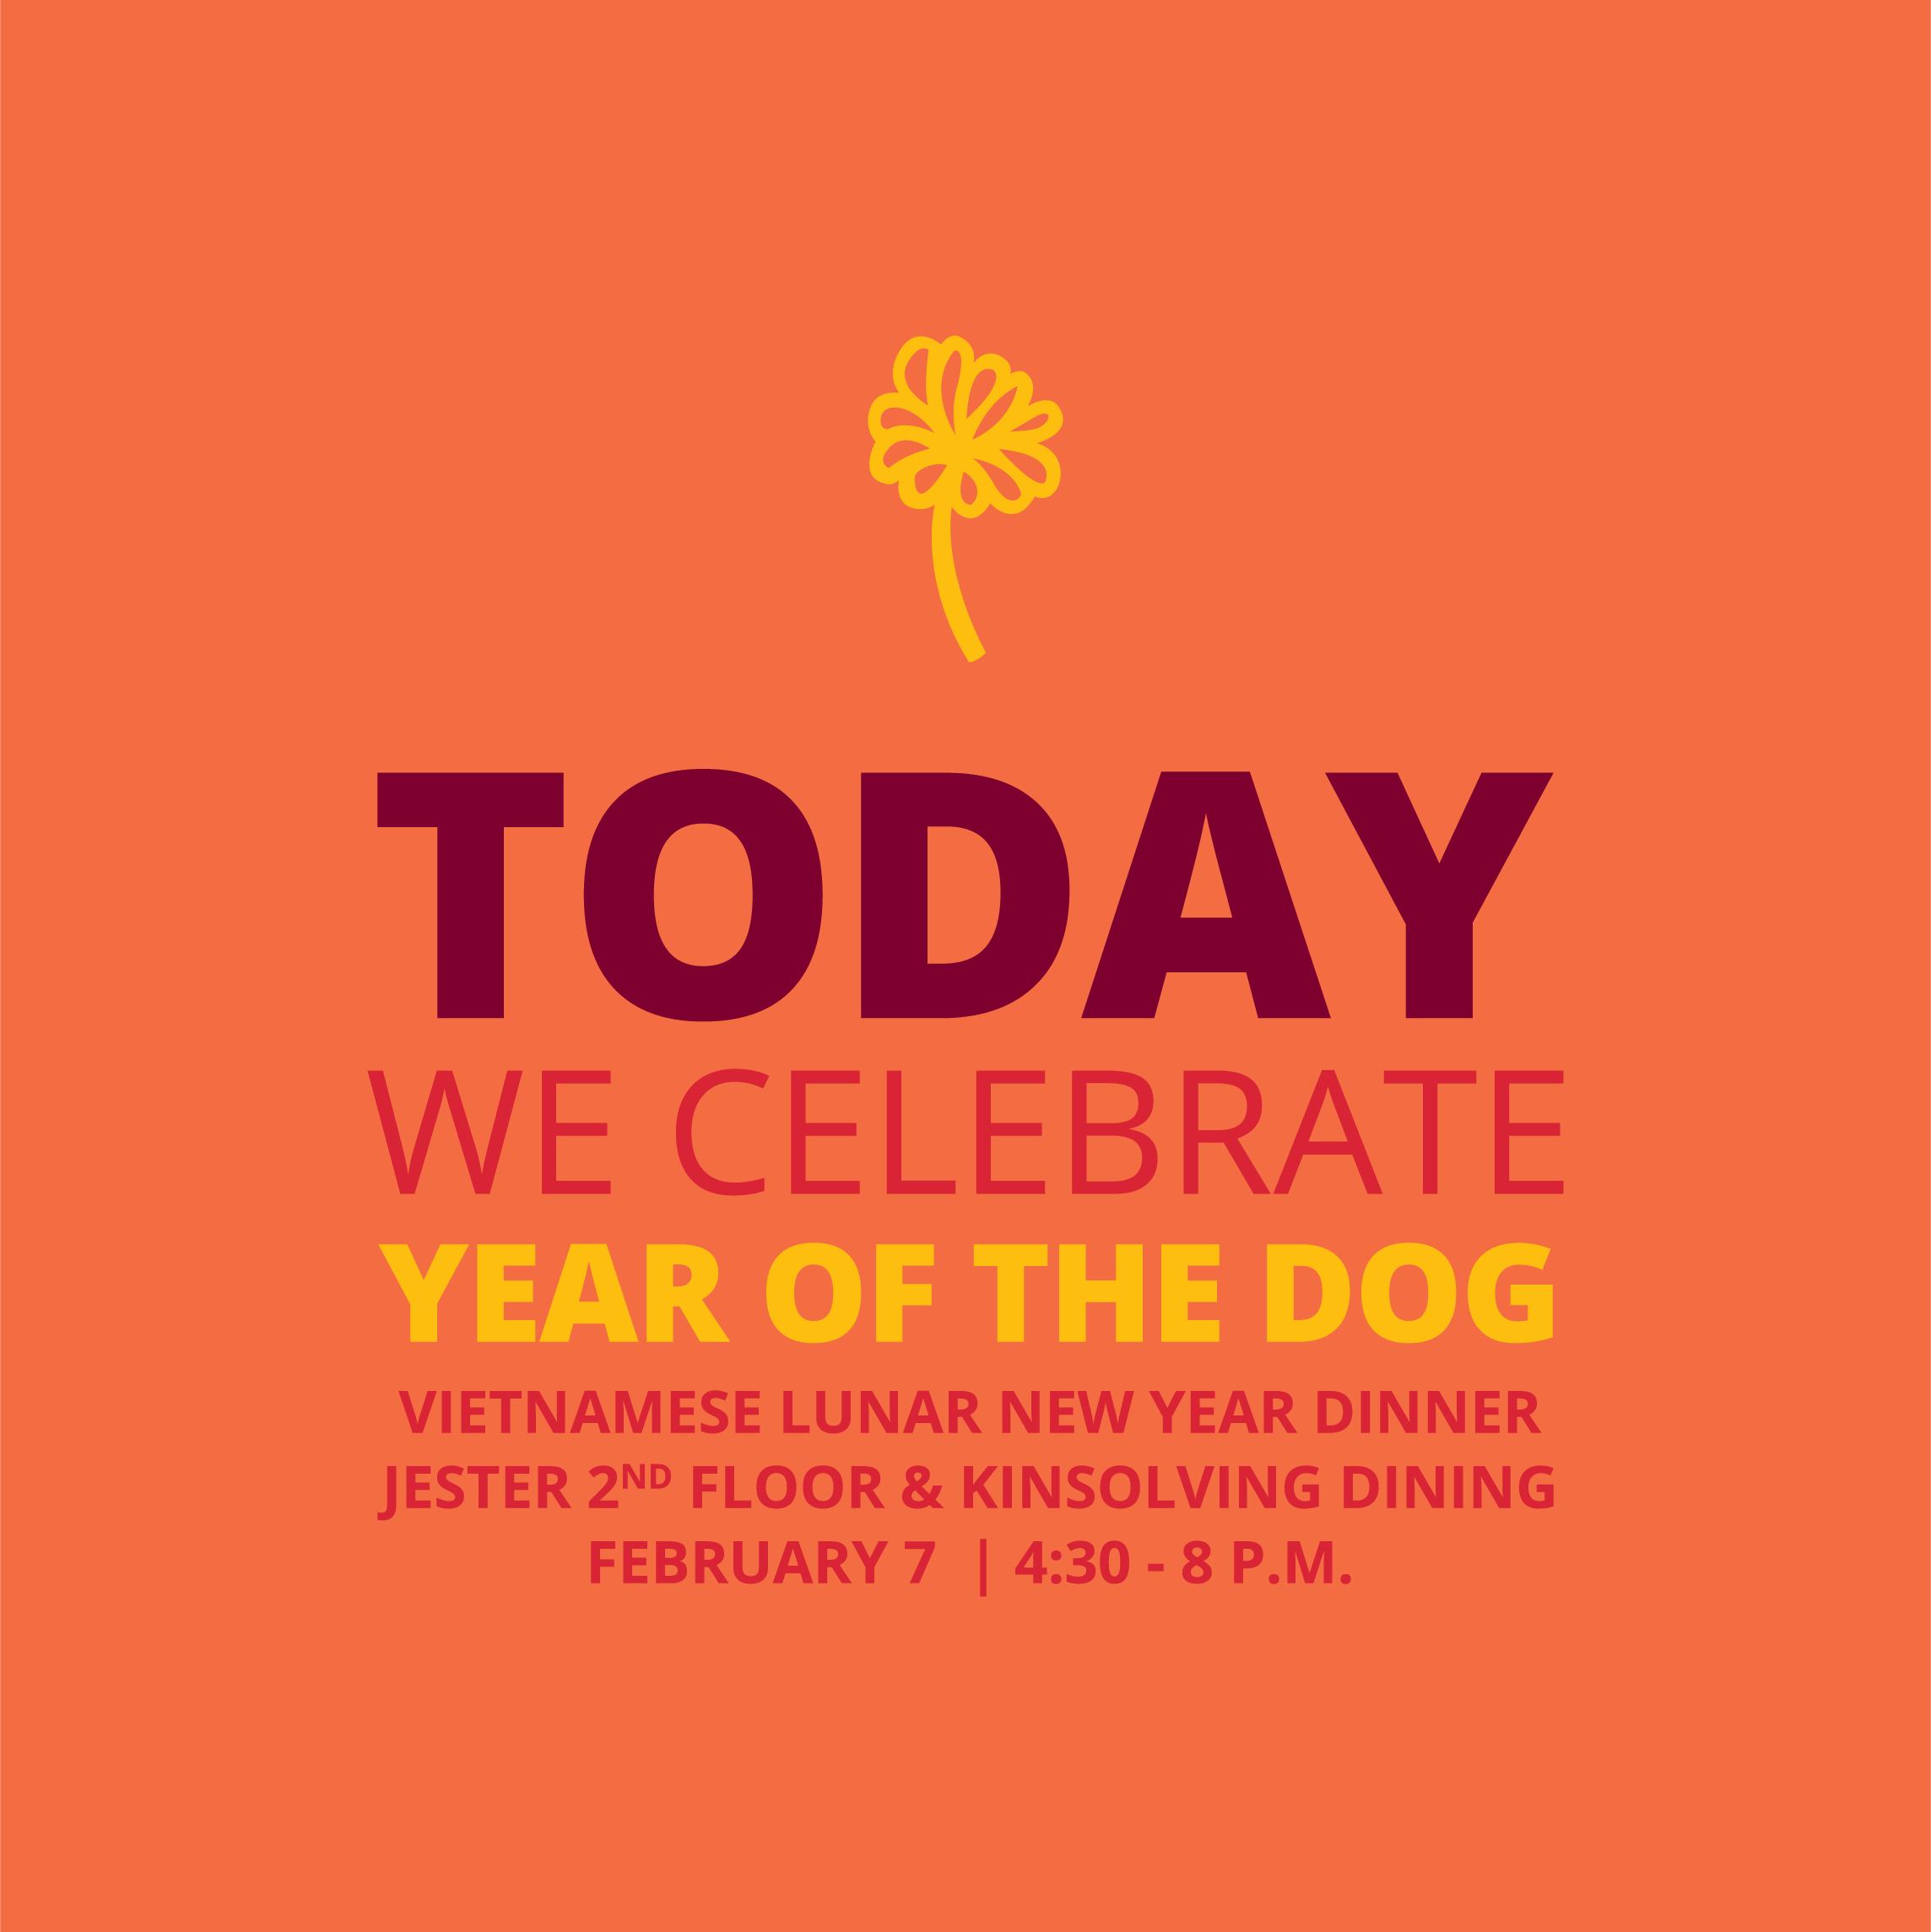 TODAY
WE CELEBRATE
YEAR OF THE DOG
VIETNAMESE LUNAR NEW YEAR DINNER
JESTER 2ND FLOOR & KINSOLVING DINING
FEBRUARY 7 | 4:30 - 8 P.M.